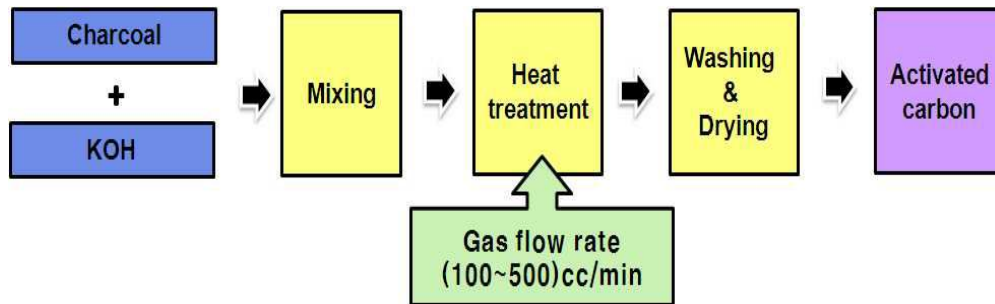 Charcoal
+
KOH
Mixing
Heat
treatment
Washing
&
Drying
Activated
carbon
Gas flow rate
(100~500)cc/min